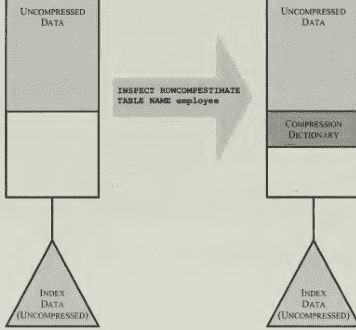 UNCOMPRESSED
DATA
INSPECT ROWCOMPESTIMATE
TABLE NAME employee
UNCOMPRESSED
DATA
COMPRESSION
DICTIONARY
INDEX
DATA
(UNCOMPRESSED)
INDEX
DATA
(UNCOMPRESSED)